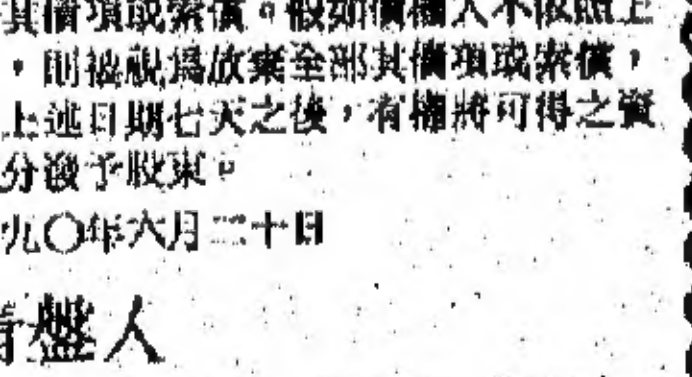 其債項或索償。假如債權人不依照上
,則被視爲放棄全部其債項或索償,
上述日期七天之後,有權將可得之資
分發予股東。
九〇年六月二十日
清盤人